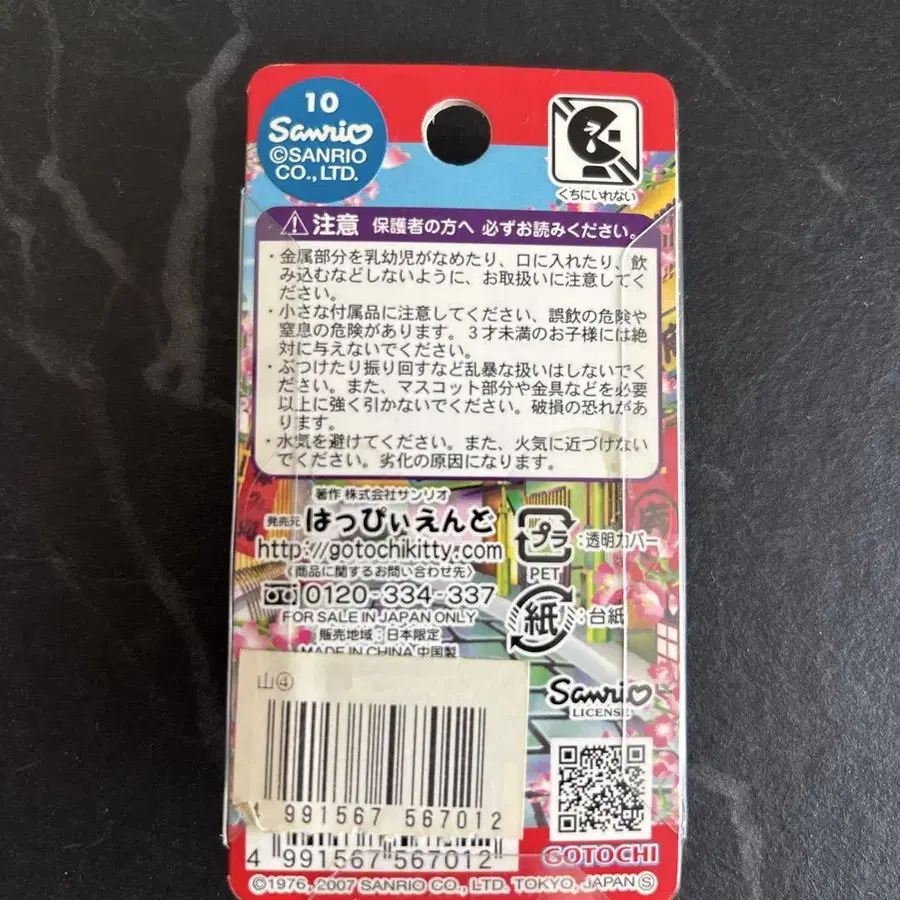 10
Sanrio
©SANRIO
CO., LTD.
くちにいれない
注意 保護者の方へ 必ずお読みください。
・金属部分を乳幼児がなめたり、口に入れたり、飲
み込むなどしないように、お取扱いに注意してく
ださい。
・小さな付属品に注意してください、誤飲の危険や
窒息の危険があります。3才未満のお子様には絶
対に与えないでください。
・ぶつけたり振り回すなど乱暴な扱いはしないでく
ださい。また、マスコット部分や金具などを必要
以上に強く引かないでください。破損の恐れがあ
ります。
・水気を避けてください。また、火気に近づけない
でください。劣化の原因になります。
著作 株式会社サンリオ
発売元 はっぴぃえんど
http://gotochikitty.com
〈商品に関するお問い合わせ先〉
0120-334-337
FOR SALE IN JAPAN ONLY
販売地域:日本限定
MADE IN CHINA 中国製
プラ :透明カバー
PET
紙 :台紙
Sanrio
LICENSE
山④
991567 567012
4 991567 567012
GOTOCHI
©1976, 2007 SANRIO CO., LTD. TOKYO, JAPAN Ⓢ